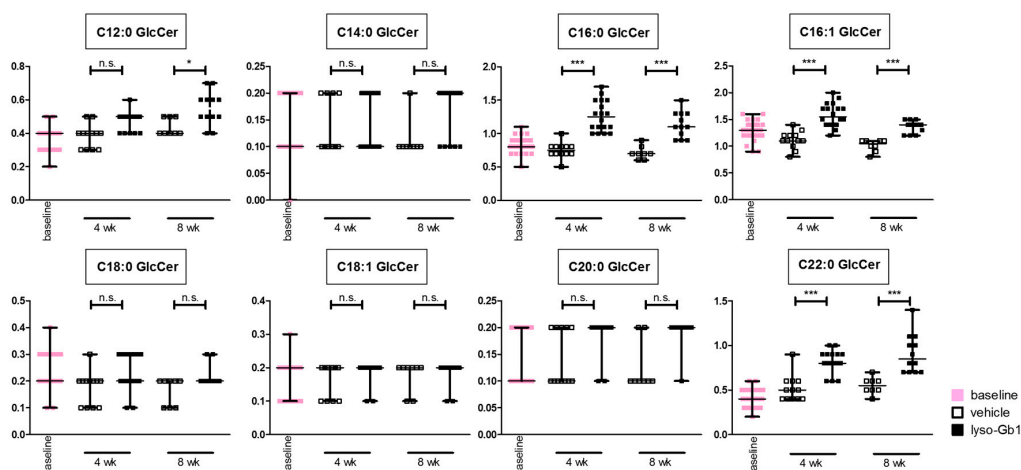 C12:0 GlcCer
C14:0 GlcCer
C16:0 GlcCer
C16:1 GlcCer
0.8
0.6
0.4
0.2
0.0
n.s.
*
baseline
4 wk
8 wk
0.25
0.20
0.15
0.10
0.05
0.00
n.s.
n.s.
baseline
4 wk
8 wk
2.0
1.5
1.0
0.5
0.0
***
***
baseline
4 wk
8 wk
2.5
2.0
1.5
1.0
0.5
0.0
***
***
baseline
4 wk
8 wk
C18:0 GlcCer
C18:1 GlcCer
C20:0 GlcCer
C22:0 GlcCer
0.5
0.4
0.3
0.2
0.1
0.0
n.s.
n.s.
aseline
4 wk
8 wk
0.4
0.3
0.2
0.1
0.0
n.s.
n.s.
aseline
4 wk
8 wk
0.25
0.20
0.15
0.10
0.05
0.00
n.s.
n.s.
aseline
4 wk
8 wk
1.5
1.0
0.5
0.0
***
***
aseline
4 wk
8 wk
baseline
vehicle
lyso-Gb1